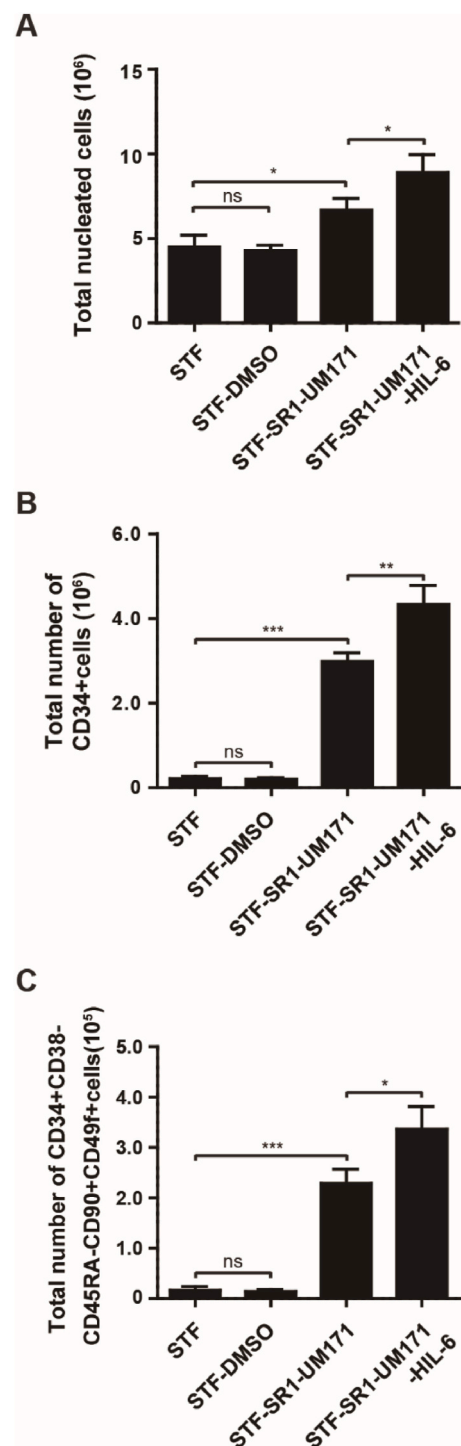 A
Total nucleated cells (10⁶)
15
10
5
0
*
*
ns
STF
STF-DMSO
STF-SR1-UM171
STF-SR1-UM171
-HIL-6
B
Total number of
CD34+cells (10⁶)
6.0
4.0
2.0
0
**
***
ns
STF
STF-DMSO
STF-SR1-UM171
STF-SR1-UM171
-HIL-6
C
Total number of CD34+CD38-
CD45RA-CD90+CD49f+cells(10⁵)
5.0
4.0
3.0
2.0
1.0
0
*
***
ns
STF
STF-DMSO
STF-SR1-UM171
STF-SR1-UM171
-HIL-6